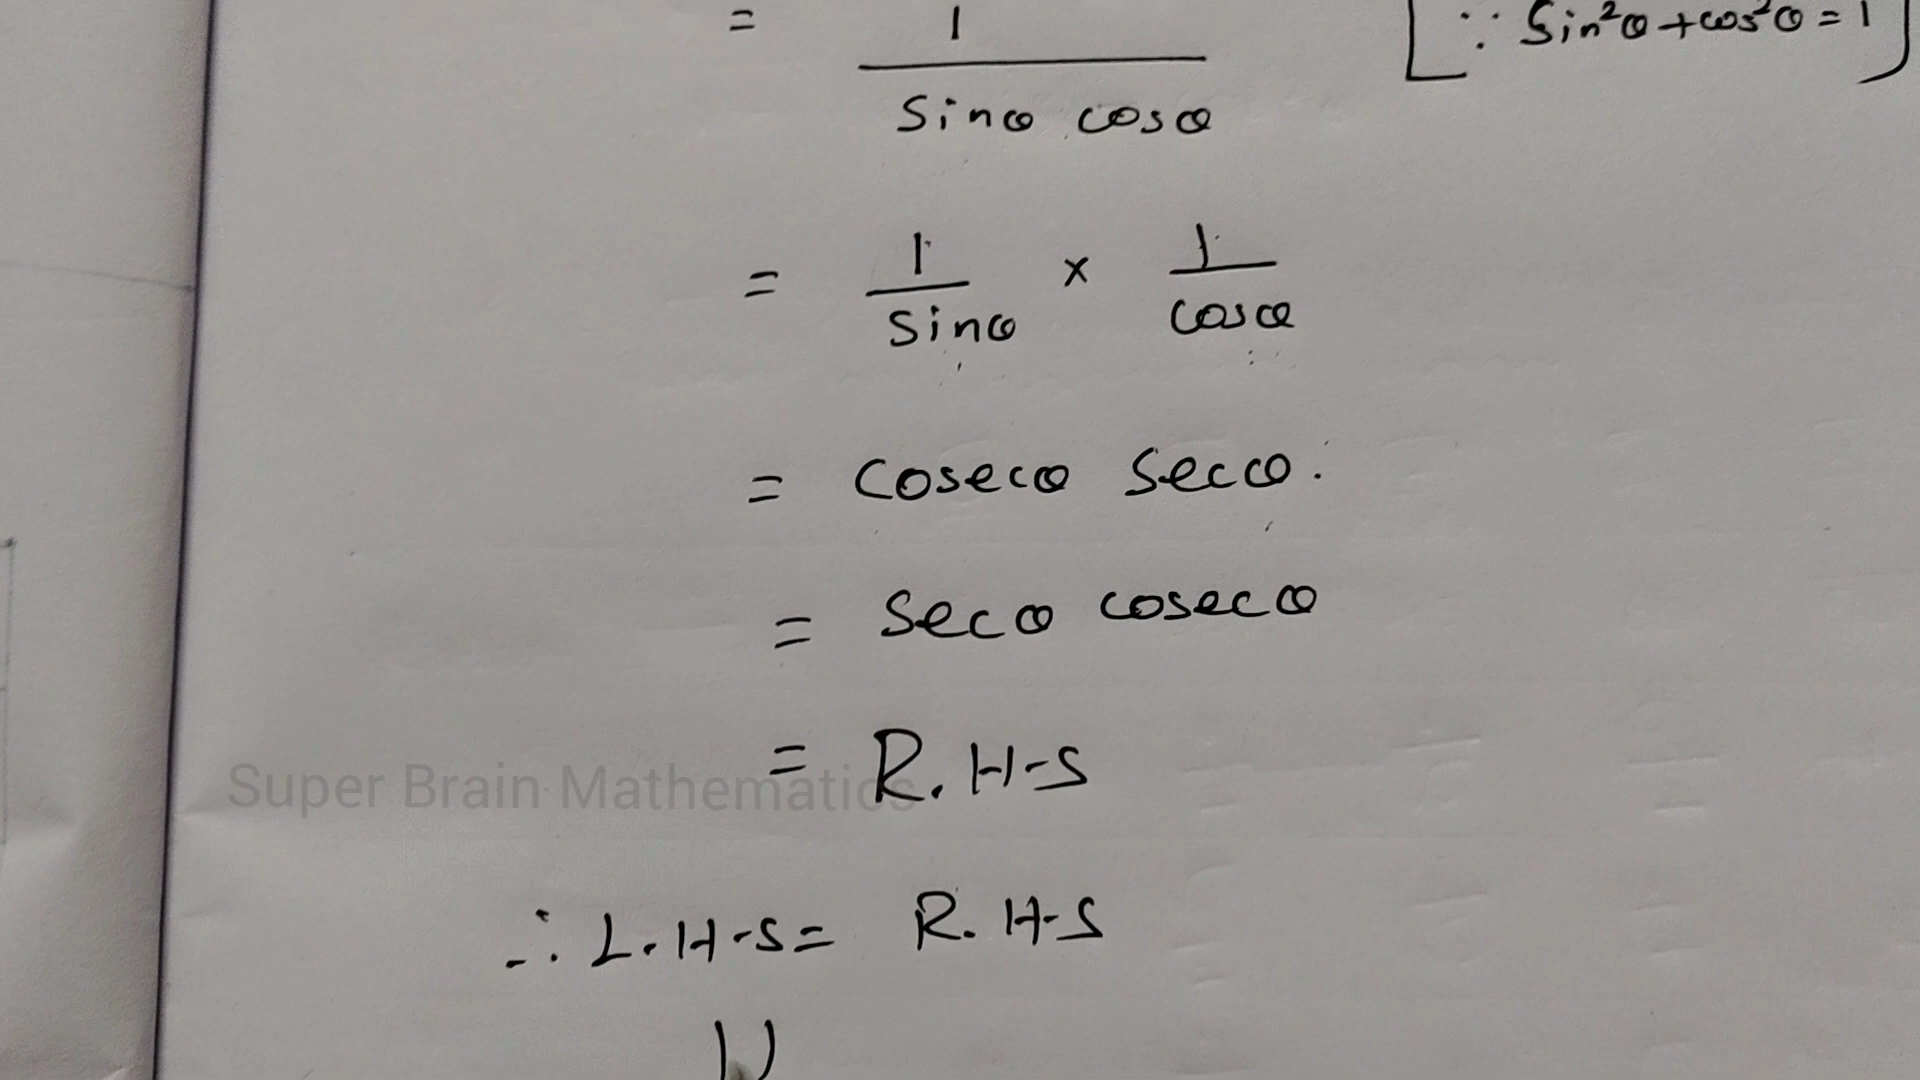 = 1 / Sinθ cosθ [∵ Sin²θ + cos²θ = 1]
= 1/Sinθ × 1/cosθ
= Cosecθ Secθ.
= Secθ cosecθ
= R.H.S
∴ L.H.S = R.H.S
Super Brain Mathematics